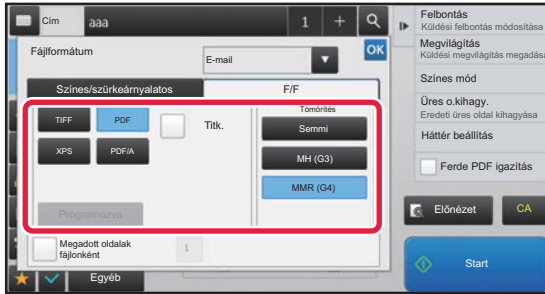 Cím
aaa
1
+
Fájlformátum
E-mail
OK
Színes/szürkeárnyalatos
F/F
TIFF
PDF
Titk.
XPS
PDF/A
Programozva
Tömörítés
Semmi
MH (G3)
MMR (G4)
Megadott oldalak
fájlonként
1
Egyéb
Felbontás
Küldési felbontás módosítása
Megvilágítás
Küldési megvilágítás megadása
Színes mód
Üres o.kihagy.
Eredeti üres oldal kihagyása
Háttér beállítás
Ferde PDF igazítás
Előnézet
CA
Start